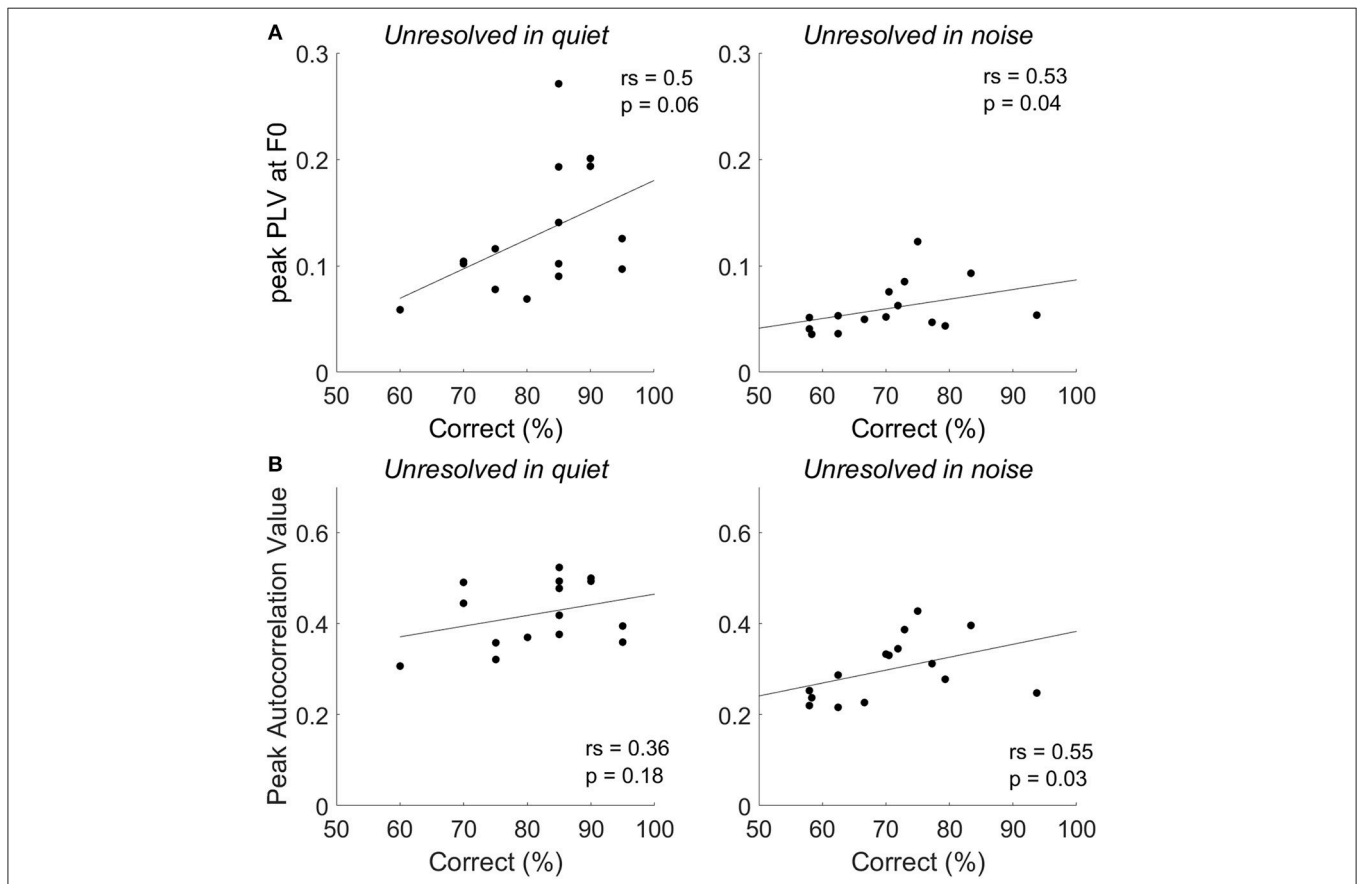 A
Unresolved in quiet
Unresolved in noise
0.3
0.2
0.1
0
peak PLV at F0
rs = 0.5
p = 0.06
50 60 70 80 90 100
Correct (%)
0.3
0.2
0.1
0
rs = 0.53
p = 0.04
50 60 70 80 90 100
Correct (%)
B
Unresolved in quiet
Unresolved in noise
Peak Autocorrelation Value
0.6
0.4
0.2
0
rs = 0.36
p = 0.18
50 60 70 80 90 100
Correct (%)
0.6
0.4
0.2
0
rs = 0.55
p = 0.03
50 60 70 80 90 100
Correct (%)